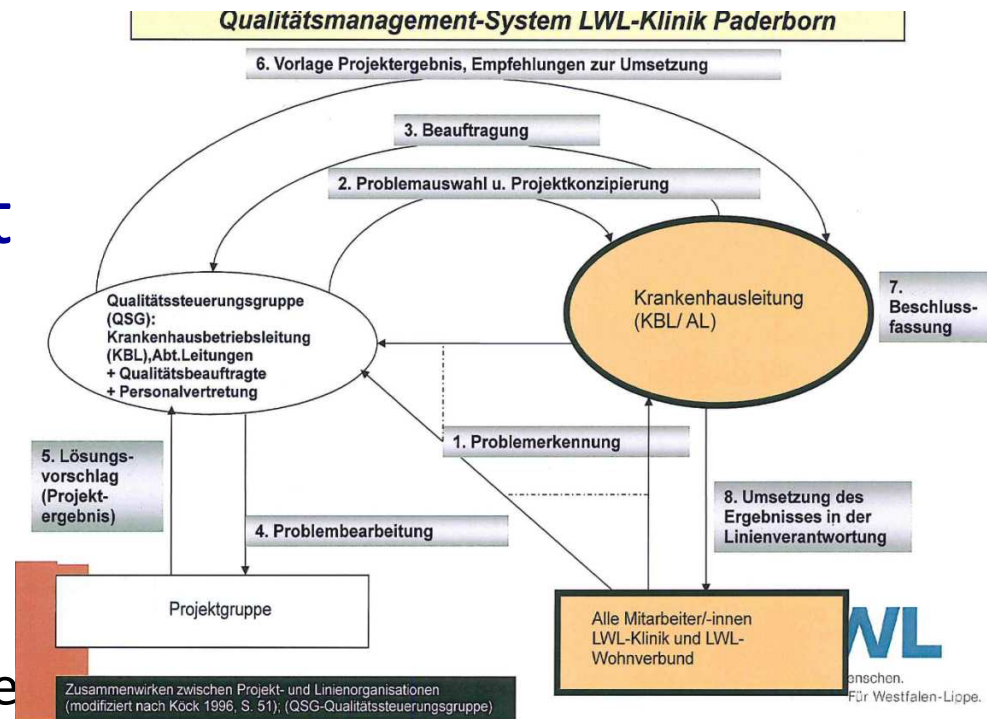 Qualitätsmanagement-System LWL-Klinik Paderborn
6. Vorlage Projektergebnis, Empfehlungen zur Umsetzung
3. Beauftragung
2. Problemauswahl u. Projektkonzipierung
t
Qualitätssteuerungsgruppe
(QSG):
Krankenhausbetriebsleitung
(KBL),Abt.Leitungen
+ Qualitätsbeauftragte
+ Personalvertretung
Krankenhausleitung
(KBL/ AL)
7.
Beschluss-
fassung
1. Problemerkennung
5. Lösungs-
vorschlag
(Projekt-
ergebnis)
4. Problembearbeitung
8. Umsetzung des
Ergebnisses in der
Linienverantwortung
Projektgruppe
Alle Mitarbeiter/-innen
LWL-Klinik und LWL-
Wohnverbund
WL
enschen.
Für Westfalen-Lippe.
e
Zusammenwirken zwischen Projekt- und Linienorganisationen
(modifiziert nach Köck 1996, S. 51); (QSG-Qualitätssteuerungsgruppe)